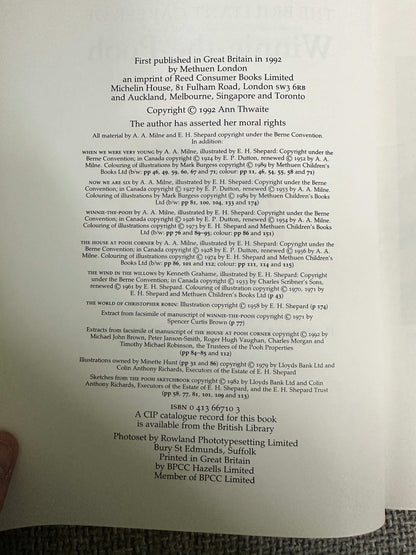 First published in Great Britain in 1992
by Methuen London
an imprint of Reed Consumer Books Limited
Michelin House, 81 Fulham Road, London SW3 6RB
and Auckland, Melbourne, Singapore and Toronto
Copyright © 1992 Ann Thwaite
The author has asserted her moral rights
All material by A. A. Milne and E. H. Shepard copyright under the Berne Convention.
In addition:
WHEN WE WERE VERY YOUNG by A. A. Milne, illustrated by E. H. Shepard: Copyright under the
Berne Convention; in Canada copyright © 1924 by E. P. Dutton, renewed © 1952 by A. A.
Milne. Colouring of illustrations by Mark Burgess copyright © 1989 by Methuen Children's
Books Ltd (b/w: pp 46, 49, 59, 60, 67 and 71; colour: pp 11, 46, 54, 55, 58 and 71)
NOW WE ARE SIX by A. A. Milne, illustrated by E. H. Shepard: Copyright under the Berne
Convention; in Canada copyright © 1927 by E. P. Dutton, renewed © 1955 by A. A. Milne.
Colouring of illustrations by Mark Burgess copyright © 1989 by Methuen Children's Books
Ltd (b/w: pp 81, 100, 104, 133 and 174)
WINNIE-THE-POOH by A. A. Milne, illustrated by E. H. Shepard: Copyright under the Berne
Convention; in Canada copyright © 1926 by E. P. Dutton, renewed © 1954 by A. A. Milne.
Colouring of illustrations copyright © 1973 by E. H. Shepard and Methuen Children's Books
Ltd (b/w: pp 76 and 89–95; colour: pp 86 and 151)
THE HOUSE AT POOH CORNER by A. A. Milne, illustrated by E. H. Shepard: Copyright under the
Berne Convention; in Canada copyright © 1928 by E. P. Dutton, renewed © 1956 by A. A.
Milne. Colouring of illustrations copyright © 1974 by E. H. Shepard and Methuen Children's
Books Ltd (b/w: pp 86, 101 and 112; colour: pp 111, 114 and 115)
THE WIND IN THE WILLOWS by Kenneth Grahame, illustrated by E. H. Shepard: Copyright
under the Berne Convention; in Canada copyright © 1933 by Charles Scribner's Sons,
renewed © 1961 by E. H. Shepard. Colouring of illustration copyright © 1970, 1971 by
E. H. Shepard and Methuen Children's Books Ltd (p 43)
THE WORLD OF CHRISTOPHER ROBIN: Illustration copyright © 1958 by E. H. Shepard (p 174)
Extract from facsimile of manuscript of WINNIE-THE-POOH copyright © 1971 by
Spencer Curtis Brown (p 77)
Extracts from facsimile of manuscript of THE HOUSE AT POOH CORNER copyright © 1992 by
Michael John Brown, Peter Janson-Smith, Roger Hugh Vaughan, Charles Morgan and
Timothy Michael Robinson, the Trustees of the Pooh Properties
(pp 84–85 and 112)
Illustrations owned by Minette Hunt (pp 31 and 86) copyright © 1979 by Lloyds Bank Ltd and
Colin Anthony Richards, Executors of the Estate of E. H. Shepard
Sketches from THE POOH SKETCHBOOK copyright © 1982 by Lloyds Bank Ltd and Colin
Anthony Richards, Executors of the Estate of E. H. Shepard, and the E. H. Shepard Trust
(pp 58, 77, 81, 101, 109 and 113)
ISBN 0 413 66710 3
A CIP catalogue record for this book
is available from the British Library
Photoset by Rowland Phototypesetting Limited
Bury St Edmunds, Suffolk
Printed in Great Britain
by BPCC Hazells Limited
Member of BPCC Limited